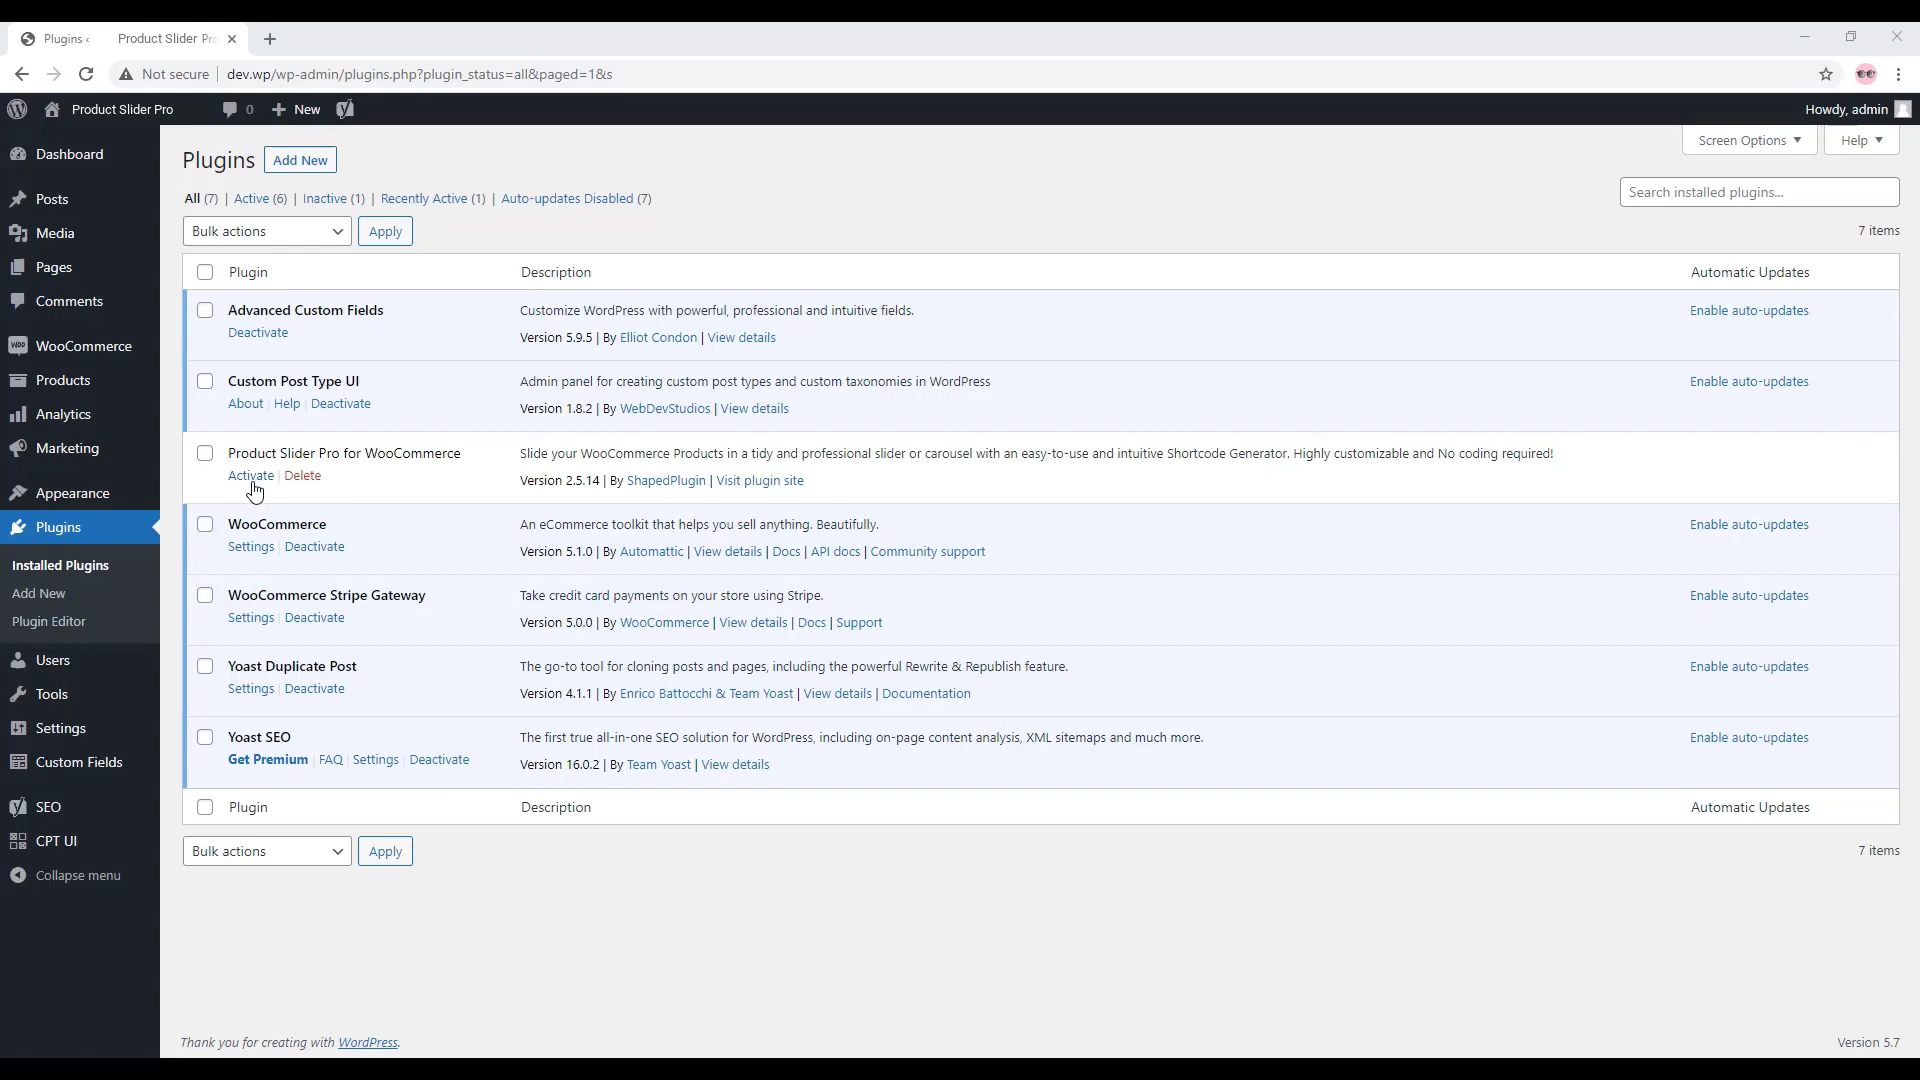 Plugins ‹ Product Slider Pro
Not secure dev.wp/wp-admin/plugins.php?plugin_status=all&paged=1&s
Product Slider Pro 0 New Howdy, admin
Screen Options Help
Dashboard
Posts
Media
Pages
Comments
WooCommerce
Products
Analytics
Marketing
Appearance
Plugins
Installed Plugins
Add New
Plugin Editor
Users
Tools
Settings
Custom Fields
SEO
CPT UI
Collapse menu
Plugins Add New
All (7) | Active (6) | Inactive (1) | Recently Active (1) | Auto-updates Disabled (7)
Search installed plugins...
Bulk actions Apply 7 items
Plugin Description Automatic Updates
Advanced Custom Fields Customize WordPress with powerful, professional and intuitive fields. Enable auto-updates
Deactivate Version 5.9.5 | By Elliot Condon | View details
Custom Post Type UI Admin panel for creating custom post types and custom taxonomies in WordPress Enable auto-updates
About | Help | Deactivate Version 1.8.2 | By WebDevStudios | View details
Product Slider Pro for WooCommerce Slide your WooCommerce Products in a tidy and professional slider or carousel with an easy-to-use and intuitive Shortcode Generator. Highly customizable and No coding required!
Activate | Delete Version 2.5.14 | By ShapedPlugin | Visit plugin site
WooCommerce An eCommerce toolkit that helps you sell anything. Beautifully. Enable auto-updates
Settings | Deactivate Version 5.1.0 | By Automattic | View details | Docs | API docs | Community support
WooCommerce Stripe Gateway Take credit card payments on your store using Stripe. Enable auto-updates
Settings | Deactivate Version 5.0.0 | By WooCommerce | View details | Docs | Support
Yoast Duplicate Post The go-to tool for cloning posts and pages, including the powerful Rewrite & Republish feature. Enable auto-updates
Settings | Deactivate Version 4.1.1 | By Enrico Battocchi & Team Yoast | View details | Documentation
Yoast SEO The first true all-in-one SEO solution for WordPress, including on-page content analysis, XML sitemaps and much more. Enable auto-updates
Get Premium | FAQ | Settings | Deactivate Version 16.0.2 | By Team Yoast | View details
Plugin Description Automatic Updates
Bulk actions Apply 7 items
Thank you for creating with WordPress. Version 5.7